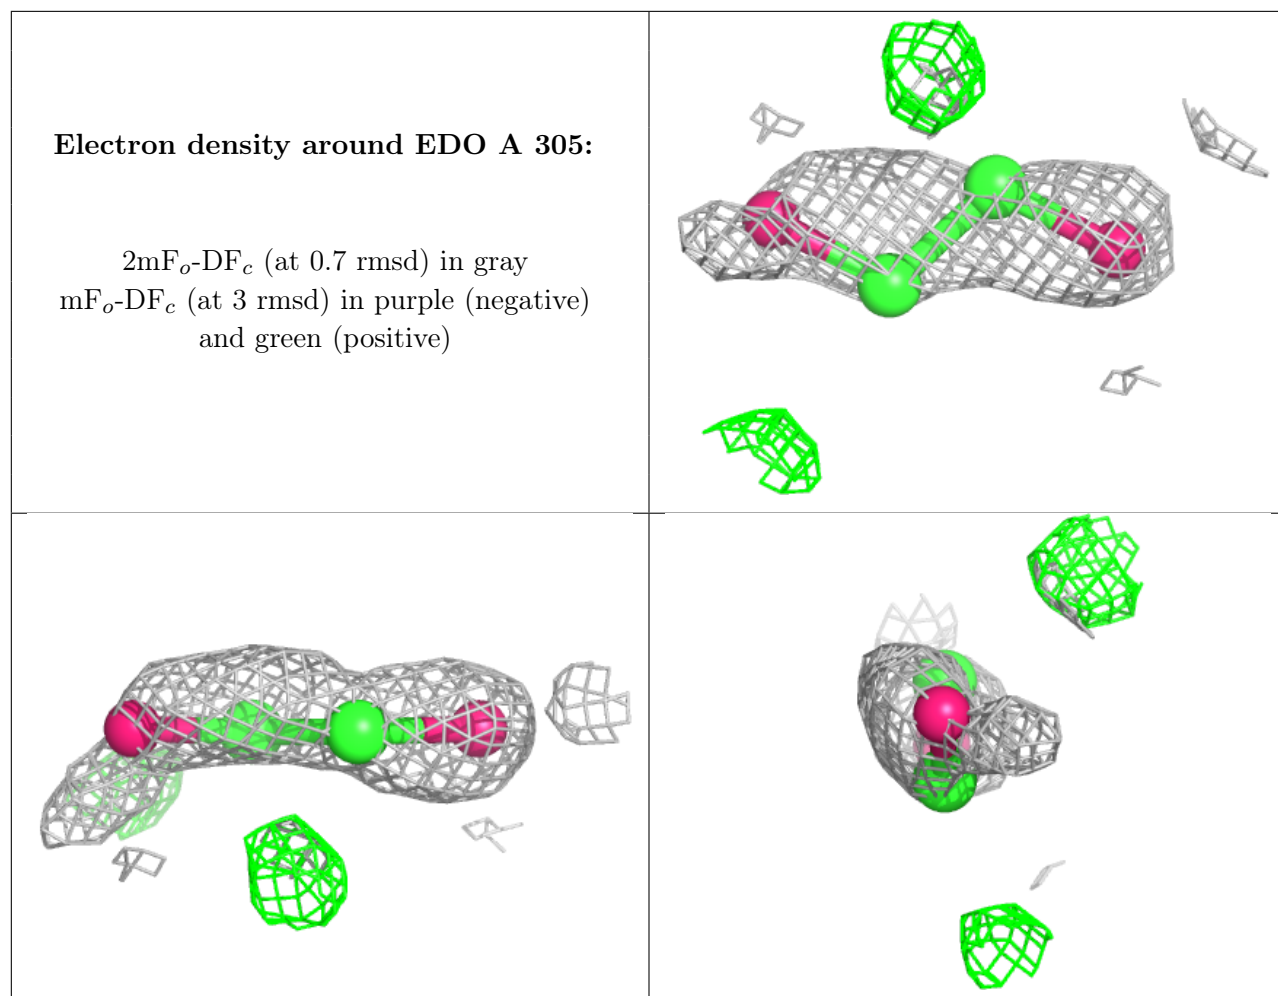 Electron density around EDO A 305:
2mFo-DFc (at 0.7 rmsd) in gray
mFo-DFc (at 3 rmsd) in purple (negative)
and green (positive)